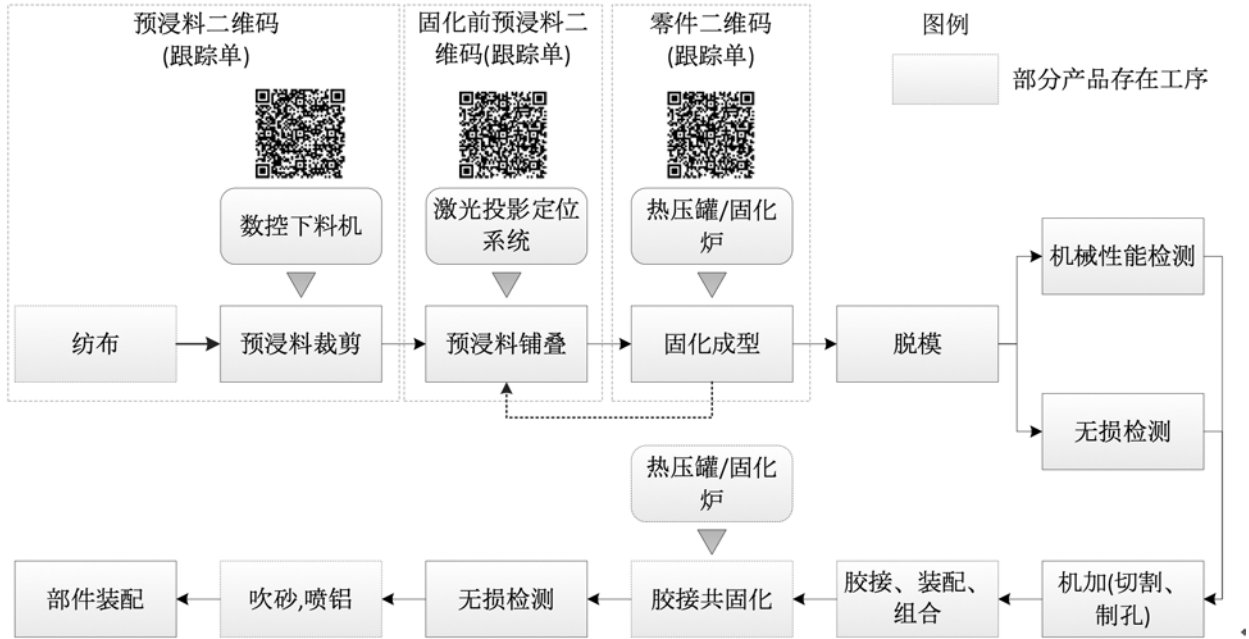 预浸料二维码
(跟踪单)
固化前预浸料二
维码(跟踪单)
零件二维码
(跟踪单)
图例
部分产品存在工序
数控下料机
激光投影定位
系统
热压罐/固化
炉
机械性能检测
纺布
预浸料裁剪
预浸料铺叠
固化成型
脱模
无损检测
热压罐/固化
炉
部件装配
吹砂,喷铝
无损检测
胶接共固化
胶接、装配、
组合
机加(切割、
制孔)